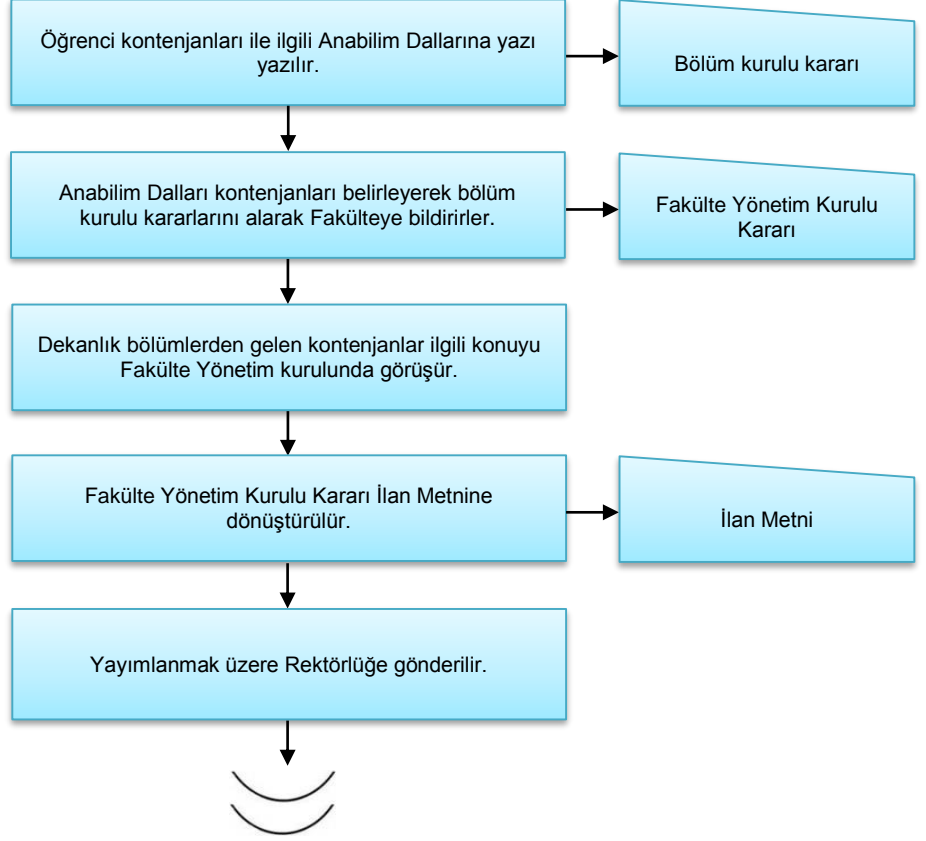 Öğrenci kontenjanları ile ilgili Anabilim Dallarına yazı
yazılır.
Bölüm kurulu kararı
Anabilim Dalları kontenjanları belirleyerek bölüm
kurulu kararlarını alarak Fakülteye bildirirler.
Fakülte Yönetim Kurulu
Kararı
Dekanlık bölümlerden gelen kontenjanlar ilgili konuyu
Fakülte Yönetim kurulunda görüşür.
Fakülte Yönetim Kurulu Kararı İlan Metnine
dönüştürülür.
İlan Metni
Yayımlanmak üzere Rektörlüğe gönderilir.